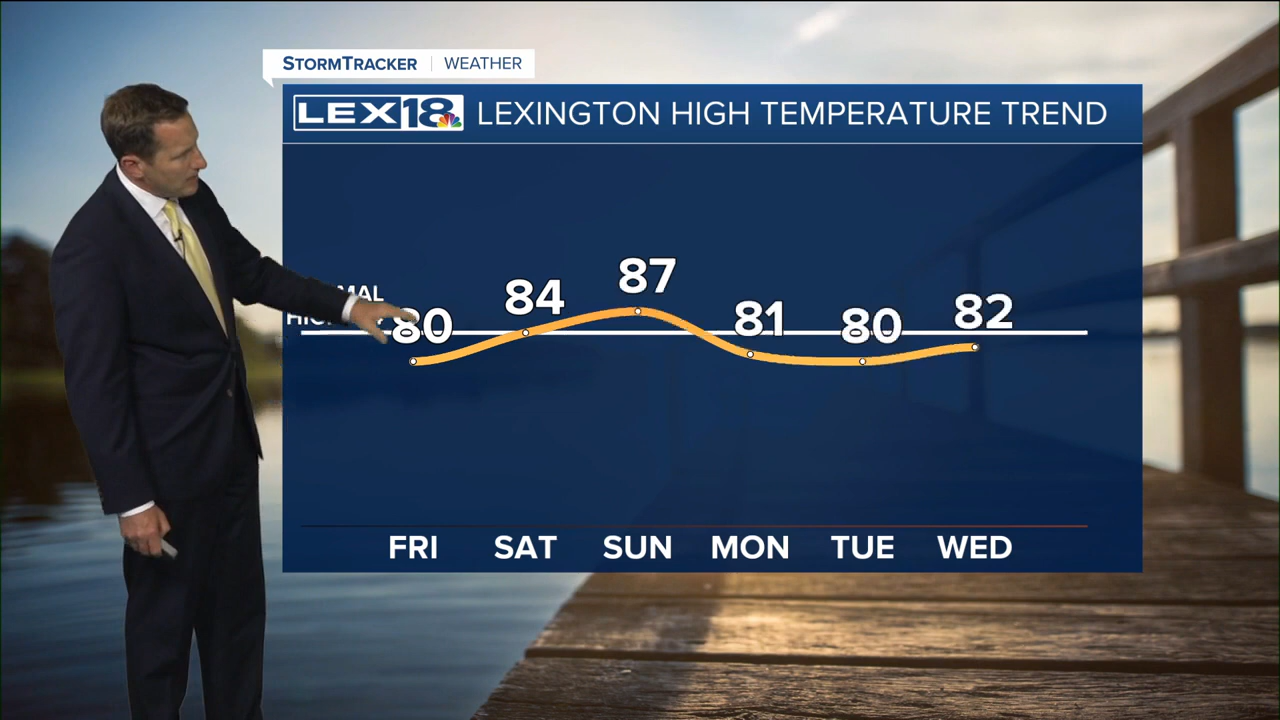 STORMTRACKER | WEATHER
LEX18 LEXINGTON HIGH TEMPERATURE TREND
80 84 87 81 80 82
FRI SAT SUN MON TUE WED